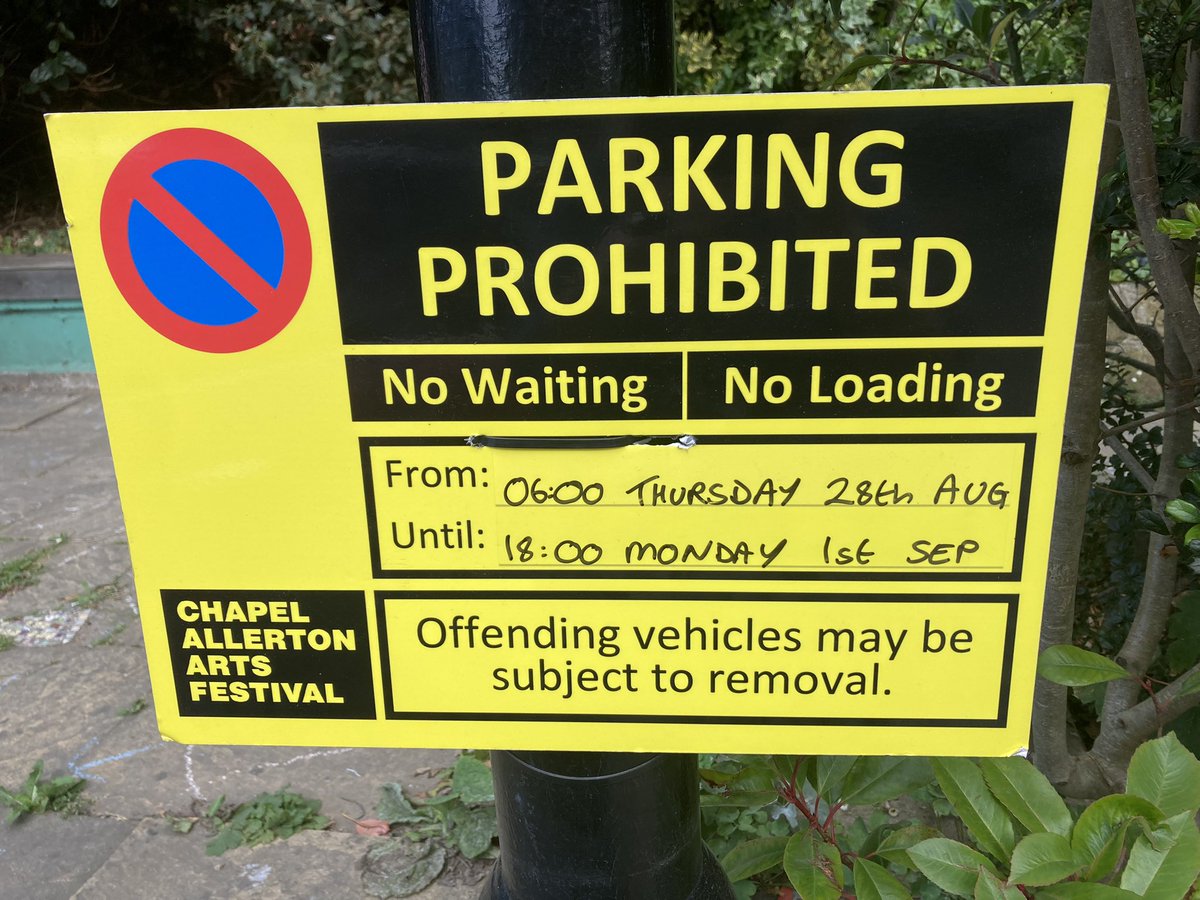 PARKING
PROHIBITED
No Waiting No Loading
From: 06:00 THURSDAY 28th AUG
Until: 18:00 MONDAY 1st SEP
CHAPEL
ALLERTON
ARTS
FESTIVAL
Offending vehicles may be
subject to removal.